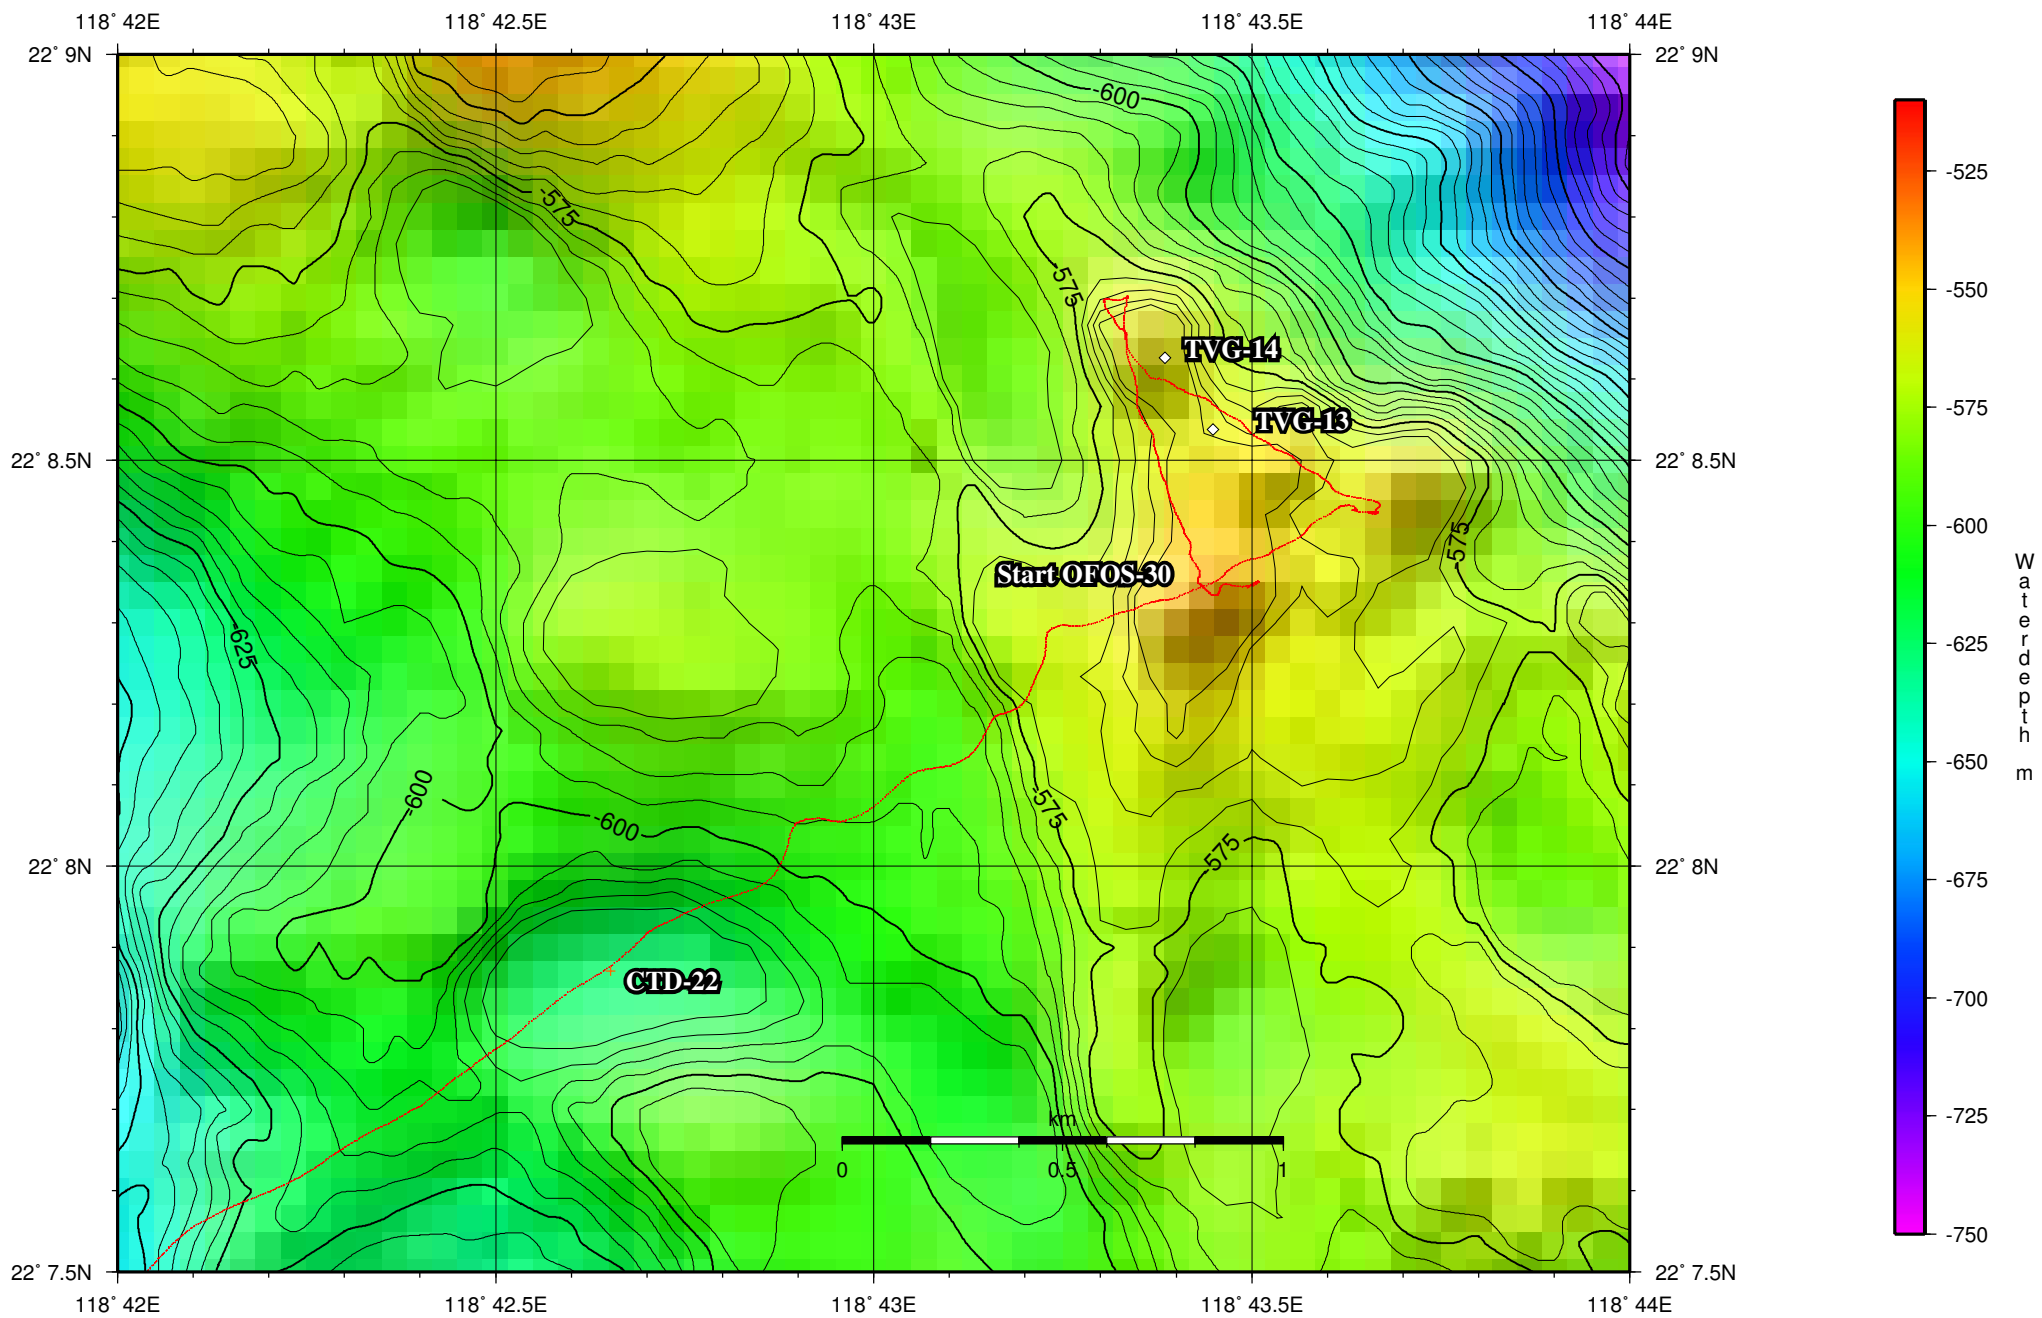 118° 42E 118° 42.5E 118° 43E 118° 43.5E 118° 44E
22° 9N 22° 9N
-600
-525
-575
-575
-550
TVG-14
-575
TVG-13
22° 8.5N 22° 8.5N
-600
-575
Start OFOS-30
Waterdepth m
-625
-625
-650
-600
-575
-600
575
22° 8N 22° 8N
-675
CTD-22
-700
km
-725
0 0.5 1
-750
22° 7.5N 22° 7.5N
118° 42E 118° 42.5E 118° 43E 118° 43.5E 118° 44E